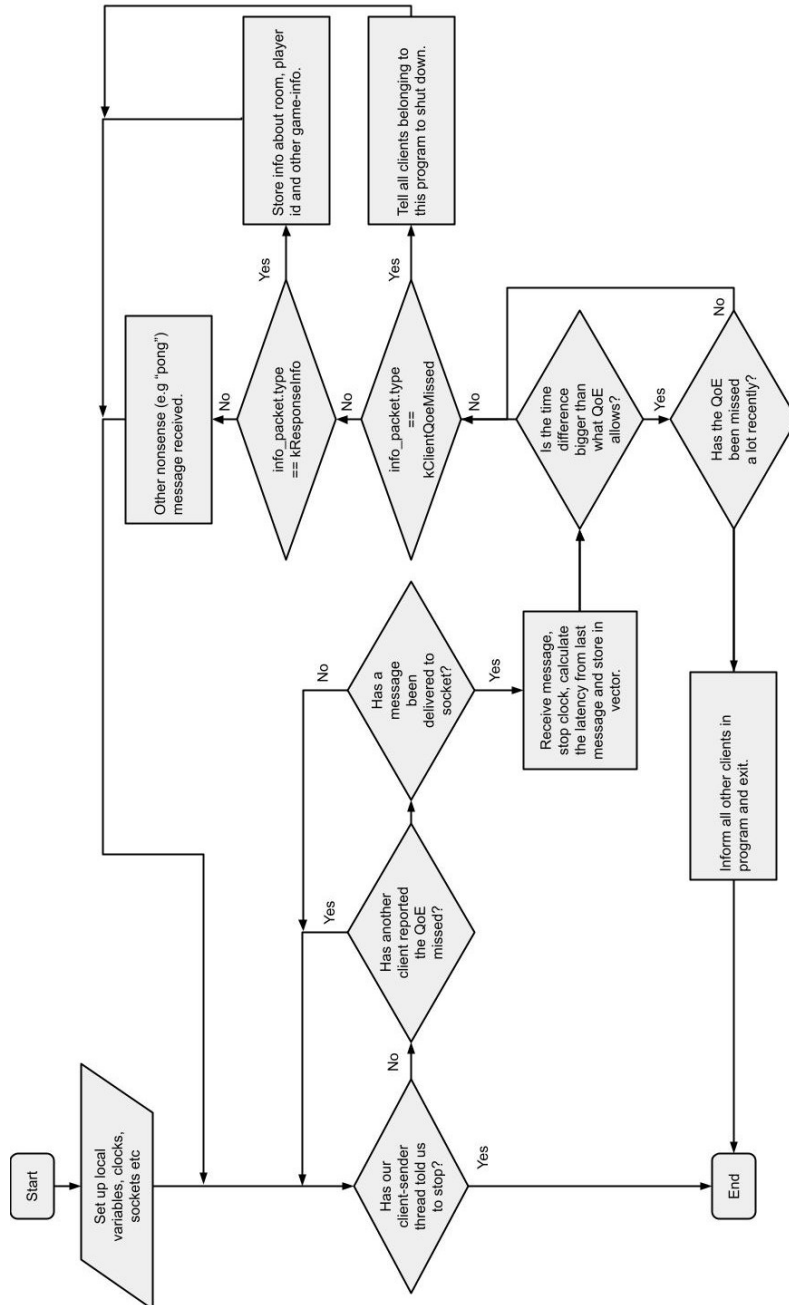 Start
Set up local
variables, clocks,
sockets etc
Has our
client-sender
thread told us
to stop?
Yes
No
End
Has another
client reported
the QoE
missed?
Yes
Has a
message
been
delivered to
socket?
No
Yes
Receive message,
stop clock, calculate
the latency from last
message and store in
vector.
Is the time
difference
bigger than
what QoE
allows?
No
Yes
Has the QoE
been missed
a lot recently?
No
Inform all other clients in
program and exit.
info_packet.type
==
kClientQoeMissed
Yes
No
Tell all clients belonging to
this program to shut down.
info_packet.type
== kResponseInfo
Yes
No
Store info about room, player
id and other game-info.
Other nonsense (e.g “pong”)
message received.